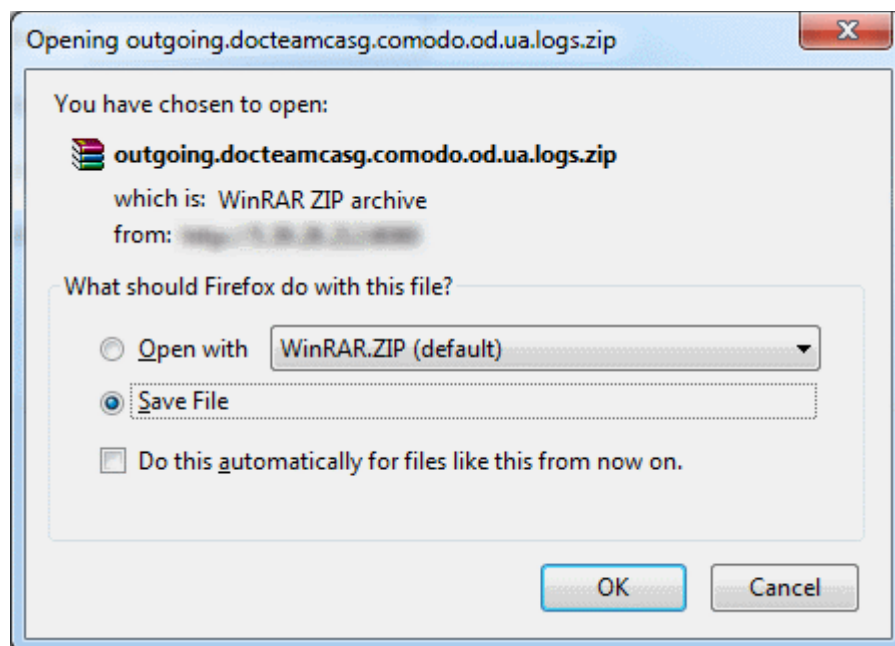 Opening outgoing.docteamcasg.comodo.od.ua.logs.zip
You have chosen to open:
outgoing.docteamcasg.comodo.od.ua.logs.zip
which is: WinRAR ZIP archive
from:
What should Firefox do with this file?
Open with WinRAR.ZIP (default)
Save File
Do this automatically for files like this from now on.
OK Cancel